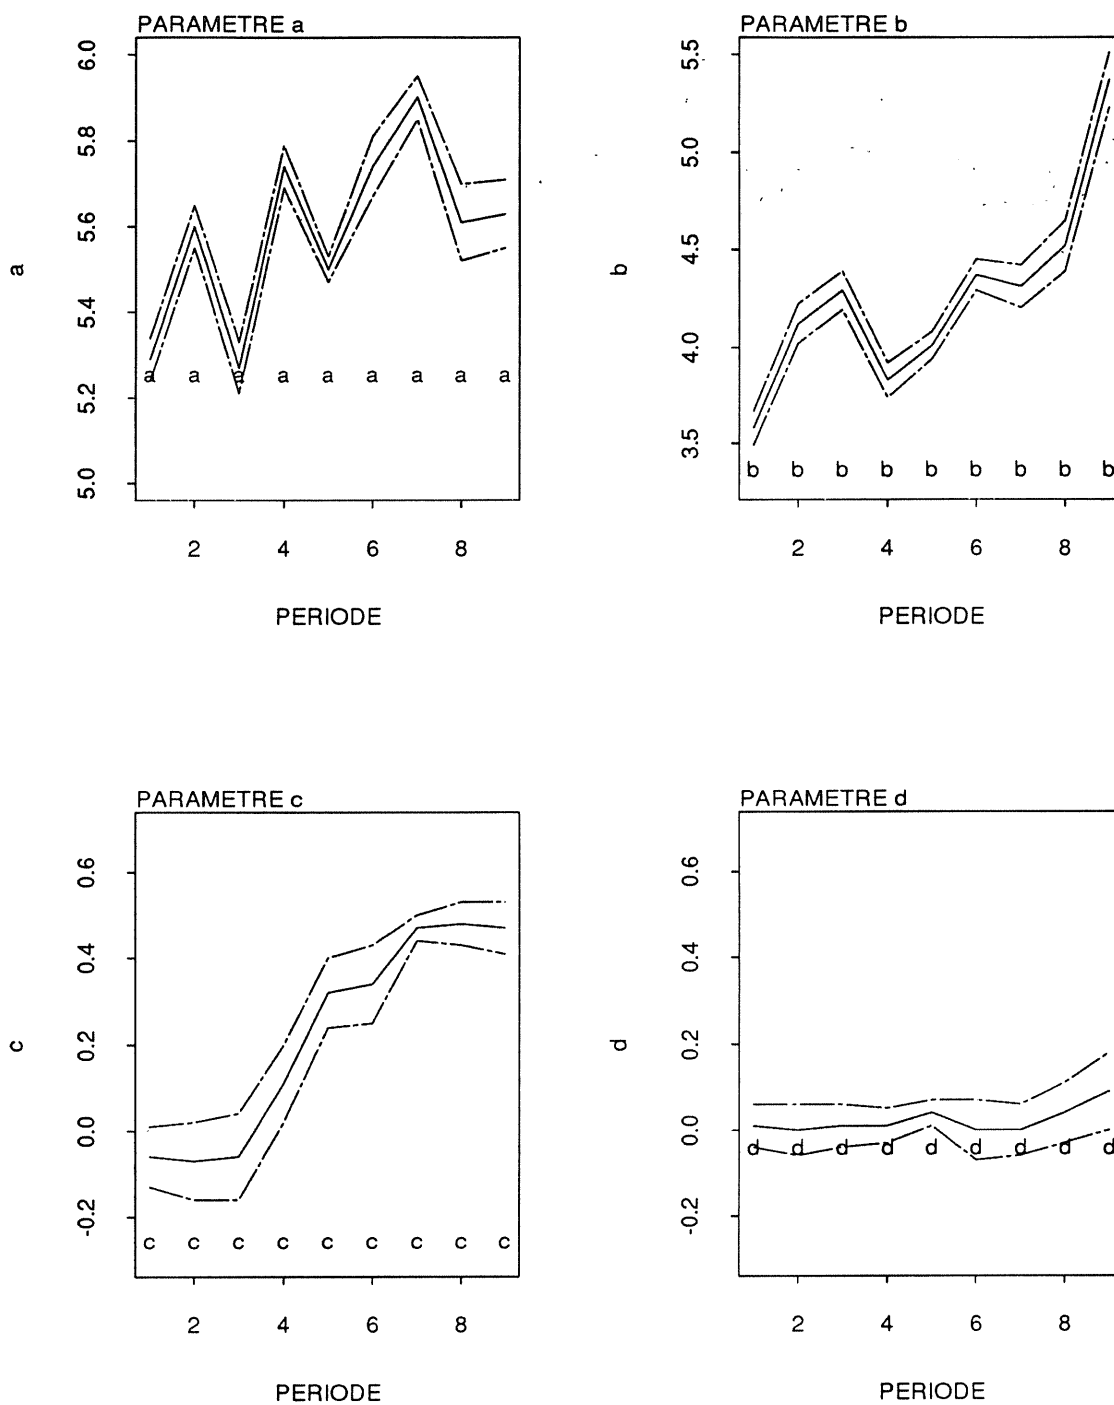 PARAMETRE a
6.0
5.8
5.6
5.4
5.2
5.0
a
a a a a a a a a a
2 4 6 8
PERIODE
PARAMETRE b
5.5
5.0
4.5
4.0
3.5
b
b b b b b b b b b
2 4 6 8
PERIODE
PARAMETRE c
0.6
0.4
0.2
0.0
-0.2
c
c c c c c c c c c
2 4 6 8
PERIODE
PARAMETRE d
0.6
0.4
0.2
0.0
-0.2
d
d d d d d d d d d
2 4 6 8
PERIODE